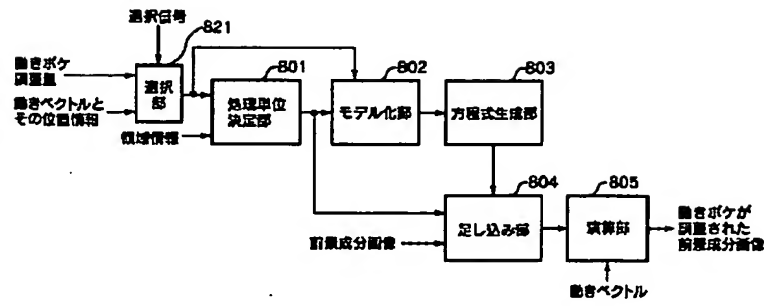 選択信号
821
動きボケ
調整量
選択
部
動きベクトルと
その位置情報
801
処理単位
決定部
領域情報
802
モデル化部
803
方程式生成部
804
足し込み部
前景成分画像
805
演算部
動きボケが
調整された
前景成分画像
動きベクトル